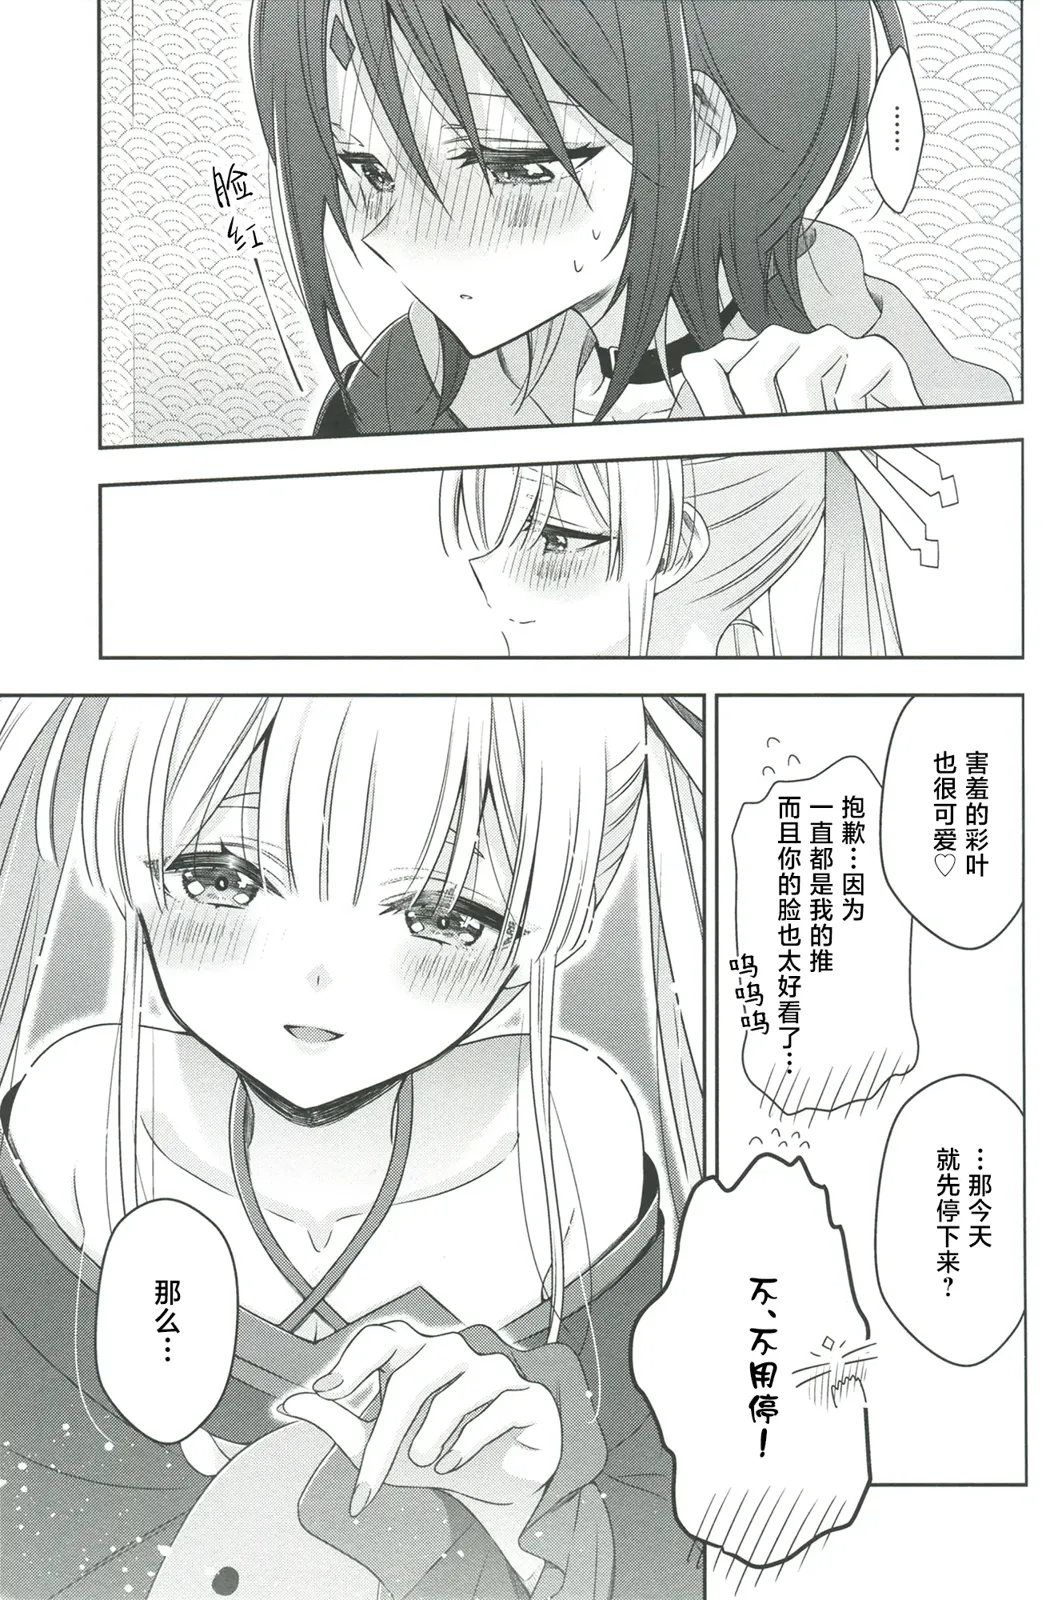 ……
脸红
害羞的彩叶
也很可爱♡
抱歉…因为
一直都是我的推
而且你的脸也太好看了…
呜呜呜
…那今天
就先停下来？
不、不用停！
那么…